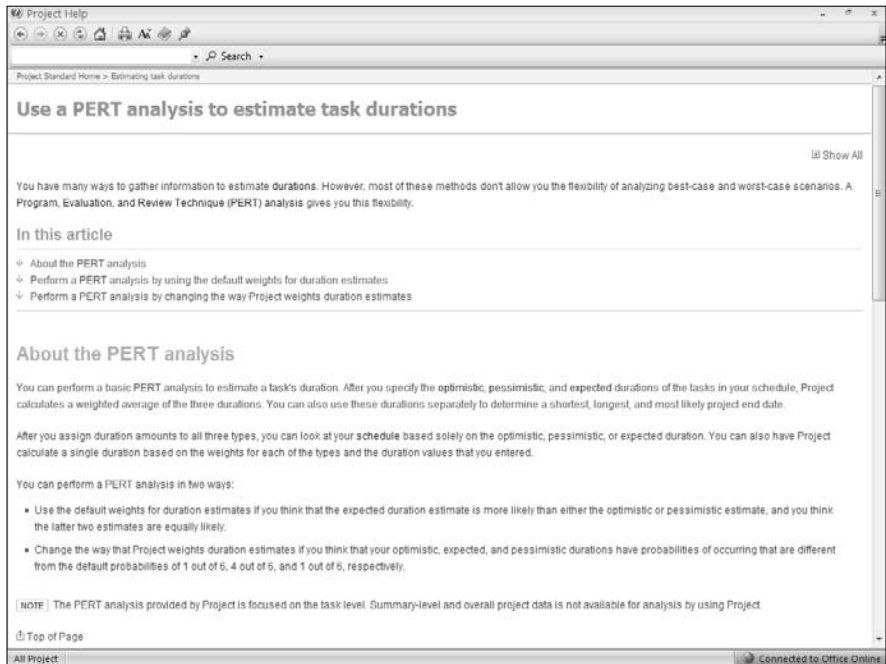 Project Help
Search
Project Standard Home > Estimating task durations
Use a PERT analysis to estimate task durations
Show All
You have many ways to gather information to estimate durations. However, most of these methods don't allow you the flexibility of analyzing best-case and worst-case scenarios. A
Program, Evaluation, and Review Technique (PERT) analysis gives you this flexibility.
In this article
About the PERT analysis
Perform a PERT analysis by using the default weights for duration estimates
Perform a PERT analysis by changing the way Project weights duration estimates
About the PERT analysis
You can perform a basic PERT analysis to estimate a task's duration. After you specify the optimistic, pessimistic, and expected durations of the tasks in your schedule, Project
calculates a weighted average of the three durations. You can also use these durations separately to determine a shortest, longest, and most likely project end date.
After you assign duration amounts to all three types, you can look at your schedule based solely on the optimistic, pessimistic, or expected duration. You can also have Project
calculate a single duration based on the weights for each of the types and the duration values that you entered.
You can perform a PERT analysis in two ways:
Use the default weights for duration estimates if you think that the expected duration estimate is more likely than either the optimistic or pessimistic estimate, and you think
the latter two estimates are equally likely.
Change the way that Project weights duration estimates if you think that your optimistic, expected, and pessimistic durations have probabilities of occurring that are different
from the default probabilities of 1 out of 6, 4 out of 6, and 1 out of 6, respectively.
NOTE The PERT analysis provided by Project is focused on the task level. Summary-level and overall project data is not available for analysis by using Project.
Top of Page
All Project
Connected to Office Online